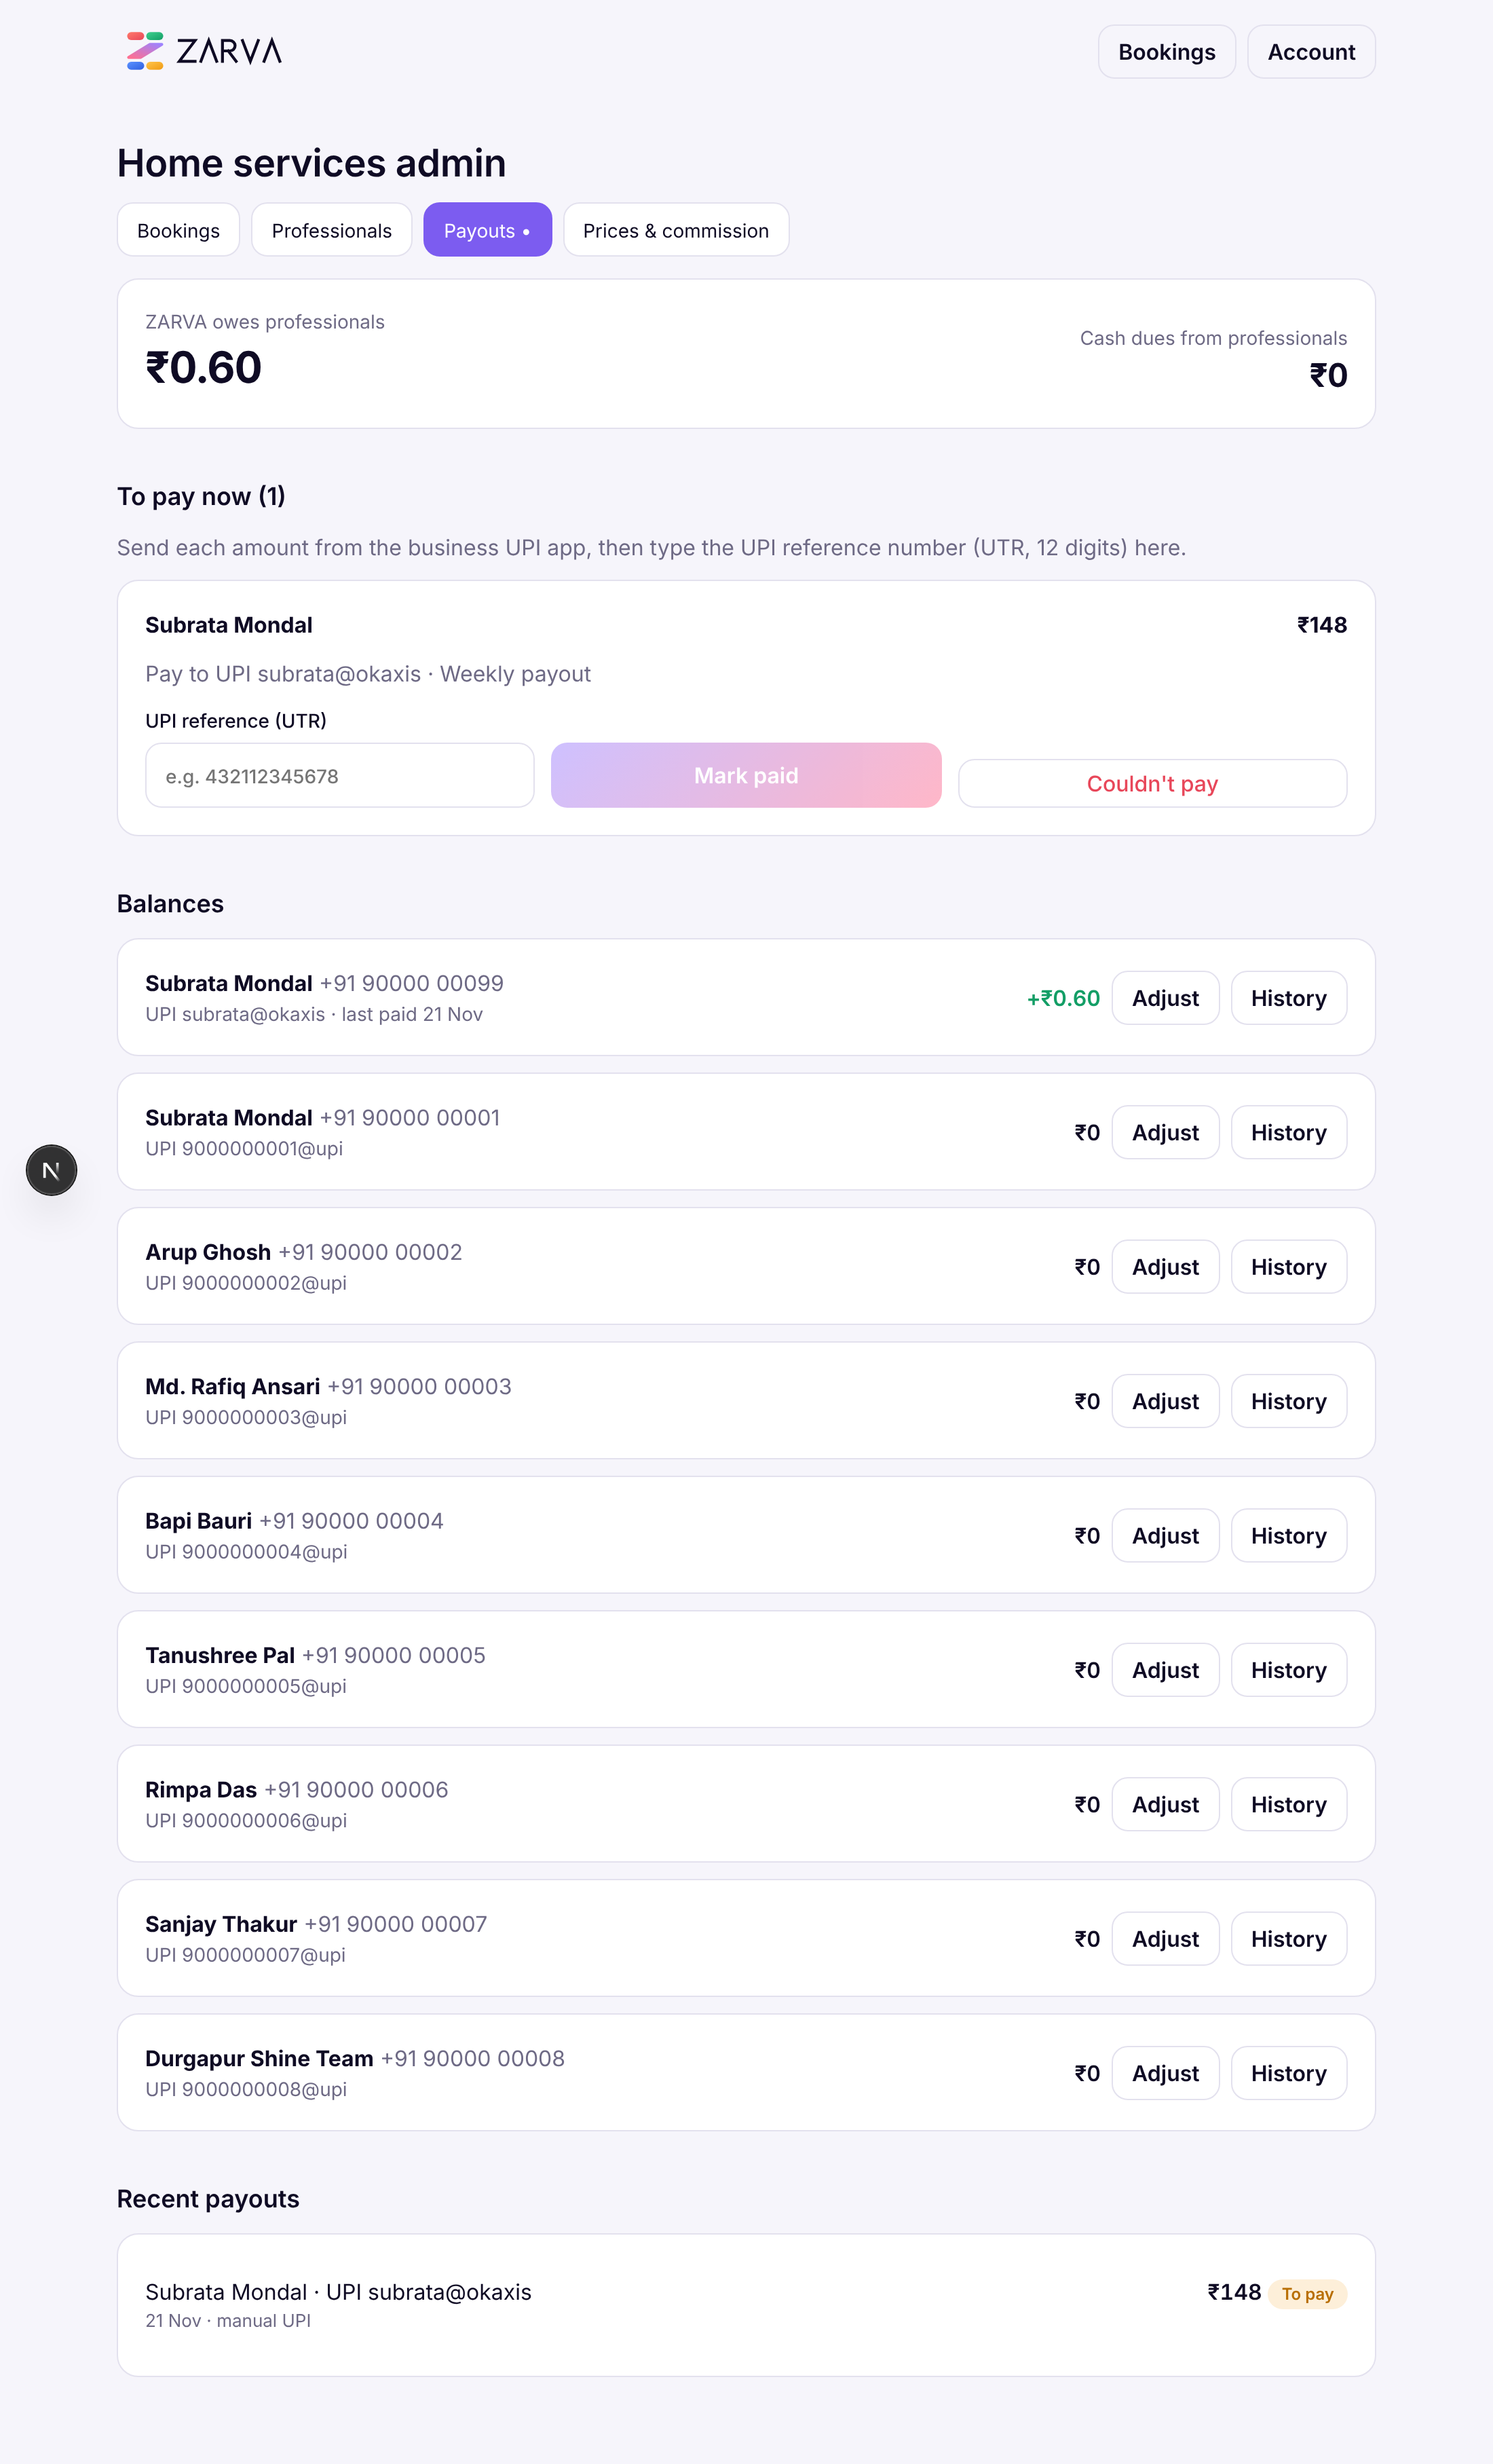 ZARVA
Bookings
Account
Home services admin
Bookings
Professionals
Payouts •
Prices & commission
ZARVA owes professionals
₹0.60
Cash dues from professionals
₹0
To pay now (1)
Send each amount from the business UPI app, then type the UPI reference number (UTR, 12 digits) here.
Subrata Mondal
₹148
Pay to UPI subrata@okaxis · Weekly payout
UPI reference (UTR)
e.g. 432112345678
Mark paid
Couldn't pay
Balances
Subrata Mondal +91 90000 00099
UPI subrata@okaxis · last paid 21 Nov
+₹0.60
Adjust
History
Subrata Mondal +91 90000 00001
UPI 9000000001@upi
₹0
Adjust
History
Arup Ghosh +91 90000 00002
UPI 9000000002@upi
₹0
Adjust
History
Md. Rafiq Ansari +91 90000 00003
UPI 9000000003@upi
₹0
Adjust
History
Bapi Bauri +91 90000 00004
UPI 9000000004@upi
₹0
Adjust
History
Tanushree Pal +91 90000 00005
UPI 9000000005@upi
₹0
Adjust
History
Rimpa Das +91 90000 00006
UPI 9000000006@upi
₹0
Adjust
History
Sanjay Thakur +91 90000 00007
UPI 9000000007@upi
₹0
Adjust
History
Durgapur Shine Team +91 90000 00008
UPI 9000000008@upi
₹0
Adjust
History
Recent payouts
Subrata Mondal · UPI subrata@okaxis
21 Nov · manual UPI
₹148
To pay
N